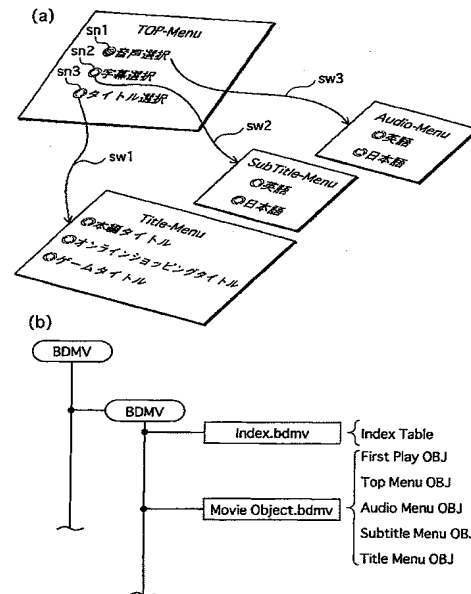 (a)
TOP-Menu
sn1
音声選択
sn2
字幕選択
sn3
タイトル選択
sw3
sw2
sw1
Audio-Menu
英語
日本語
SubTitle-Menu
英語
日本語
Title-Menu
本編タイトル
オンラインショッピングタイトル
ゲームタイトル
(b)
BDMV
BDMV
index.bdmv
Index Table
Movie Object.bdmv
First Play OBJ
Top Menu OBJ
Audio Menu OBJ
Subtitle Menu OBJ
Title Menu OBJ